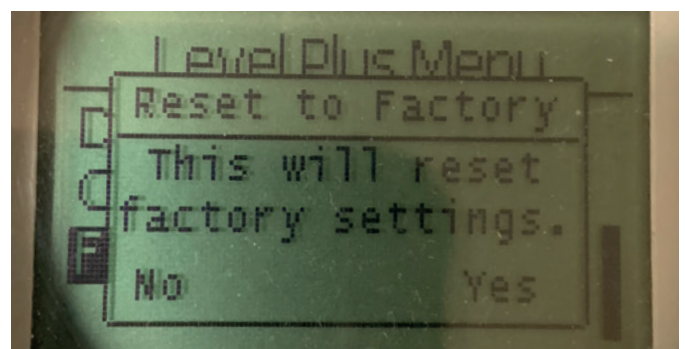 Level Plus Menu
Reset to Factory
This will reset
factory settings.
No Yes
D
C
F